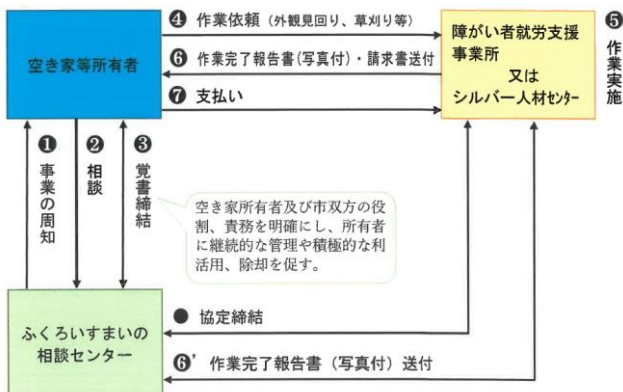 ❹ 作業依頼（外観見回り、草刈り等）
❻ 作業完了報告書（写真付）・請求書送付
❼ 支払い
空き家等所有者
障がい者就労支援
事業所
又は
シルバー人材センター
❺ 作業実施
❶ 事業の周知
❷ 相談
❸ 覚書締結
空き家所有者及び市双方の役
割、責務を明確にし、所有者
に継続的な管理や積極的な利
活用、除却を促す。
ふくろいすまいの
相談センター
● 協定締結
❻’ 作業完了報告書（写真付）送付